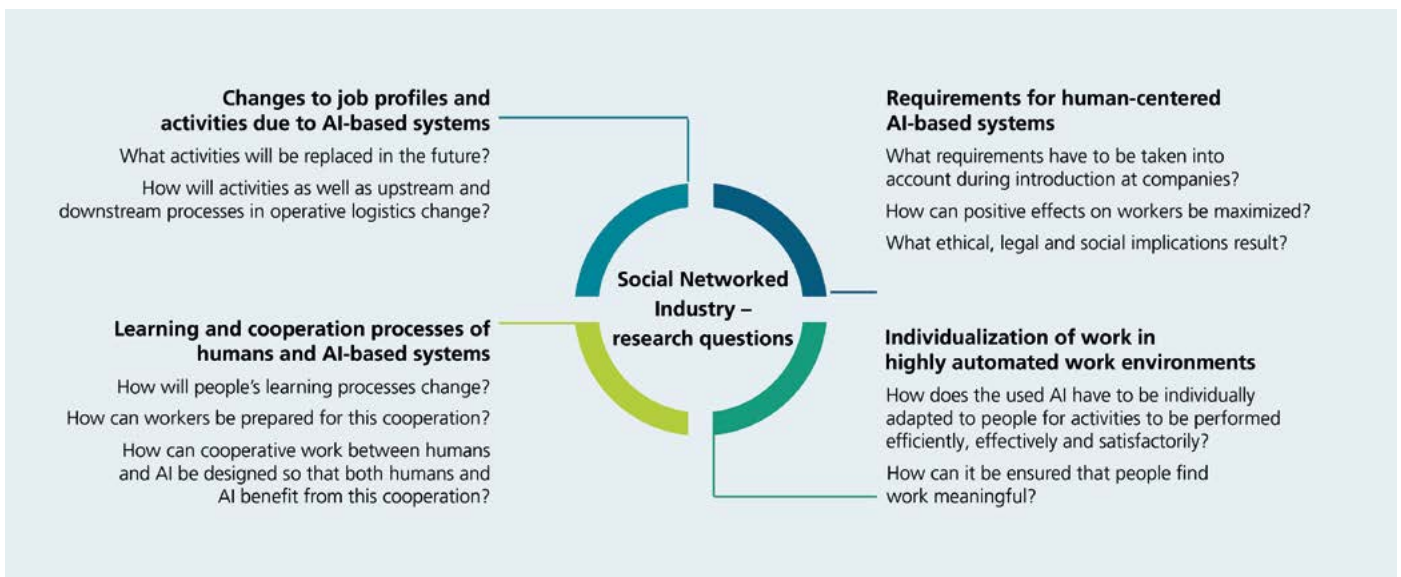 Changes to job profiles and
activities due to AI-based systems
What activities will be replaced in the future?
How will activities as well as upstream and
downstream processes in operative logistics change?
Requirements for human-centered
AI-based systems
What requirements have to be taken into
account during introduction at companies?
How can positive effects on workers be maximized?
What ethical, legal and social implications result?
Social Networked
Industry –
research questions
Learning and cooperation processes of
humans and AI-based systems
How will people’s learning processes change?
How can workers be prepared for this cooperation?
How can cooperative work between humans
and AI be designed so that both humans and
AI benefit from this cooperation?
Individualization of work in
highly automated work environments
How does the used AI have to be individually
adapted to people for activities to be performed
efficiently, effectively and satisfactorily?
How can it be ensured that people find
work meaningful?